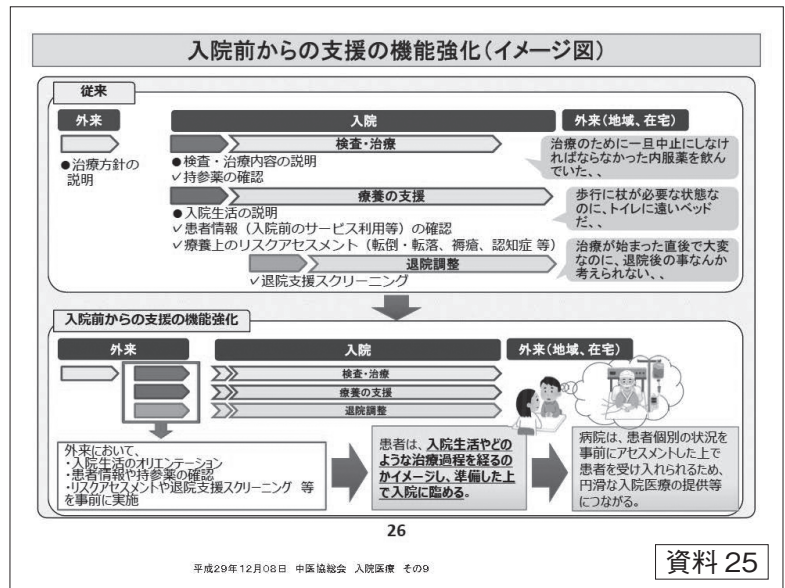 入院前からの支援の機能強化（イメージ図）
従来
外来
入院
外来（地域、在宅）
●治療方針の
説明
検査・治療
●検査・治療内容の説明
✓持参薬の確認
治療のために一旦中止にしなけ
ればならなかった内服薬を飲ん
でいた、、
療養の支援
●入院生活の説明
✓患者情報（入院前のサービス利用等）の確認
✓療養上のリスクアセスメント（転倒・転落、褥瘡、認知症 等）
歩行に杖が必要な状態な
のに、トイレに遠いベッド
だ、、
退院調整
✓退院支援スクリーニング
治療が始まった直後で大変
なのに、退院後の事なんか
考えられない、、
入院前からの支援の機能強化
外来
入院
外来（地域、在宅）
検査・治療
療養の支援
退院調整
外来において、
・入院生活のオリエンテーション
・患者情報や持参薬の確認
・リスクアセスメントや退院支援スクリーニング 等
を事前に実施
患者は、入院生活やどの
ような治療過程を経るの
かイメージし、準備した上
で入院に臨める。
病院は、患者個別の状況を
事前にアセスメントした上で
患者を受け入れられるため、
円滑な入院医療の提供等
につながる。
26
平成29年12月08日 中医協総会 入院医療 その9
資料 25